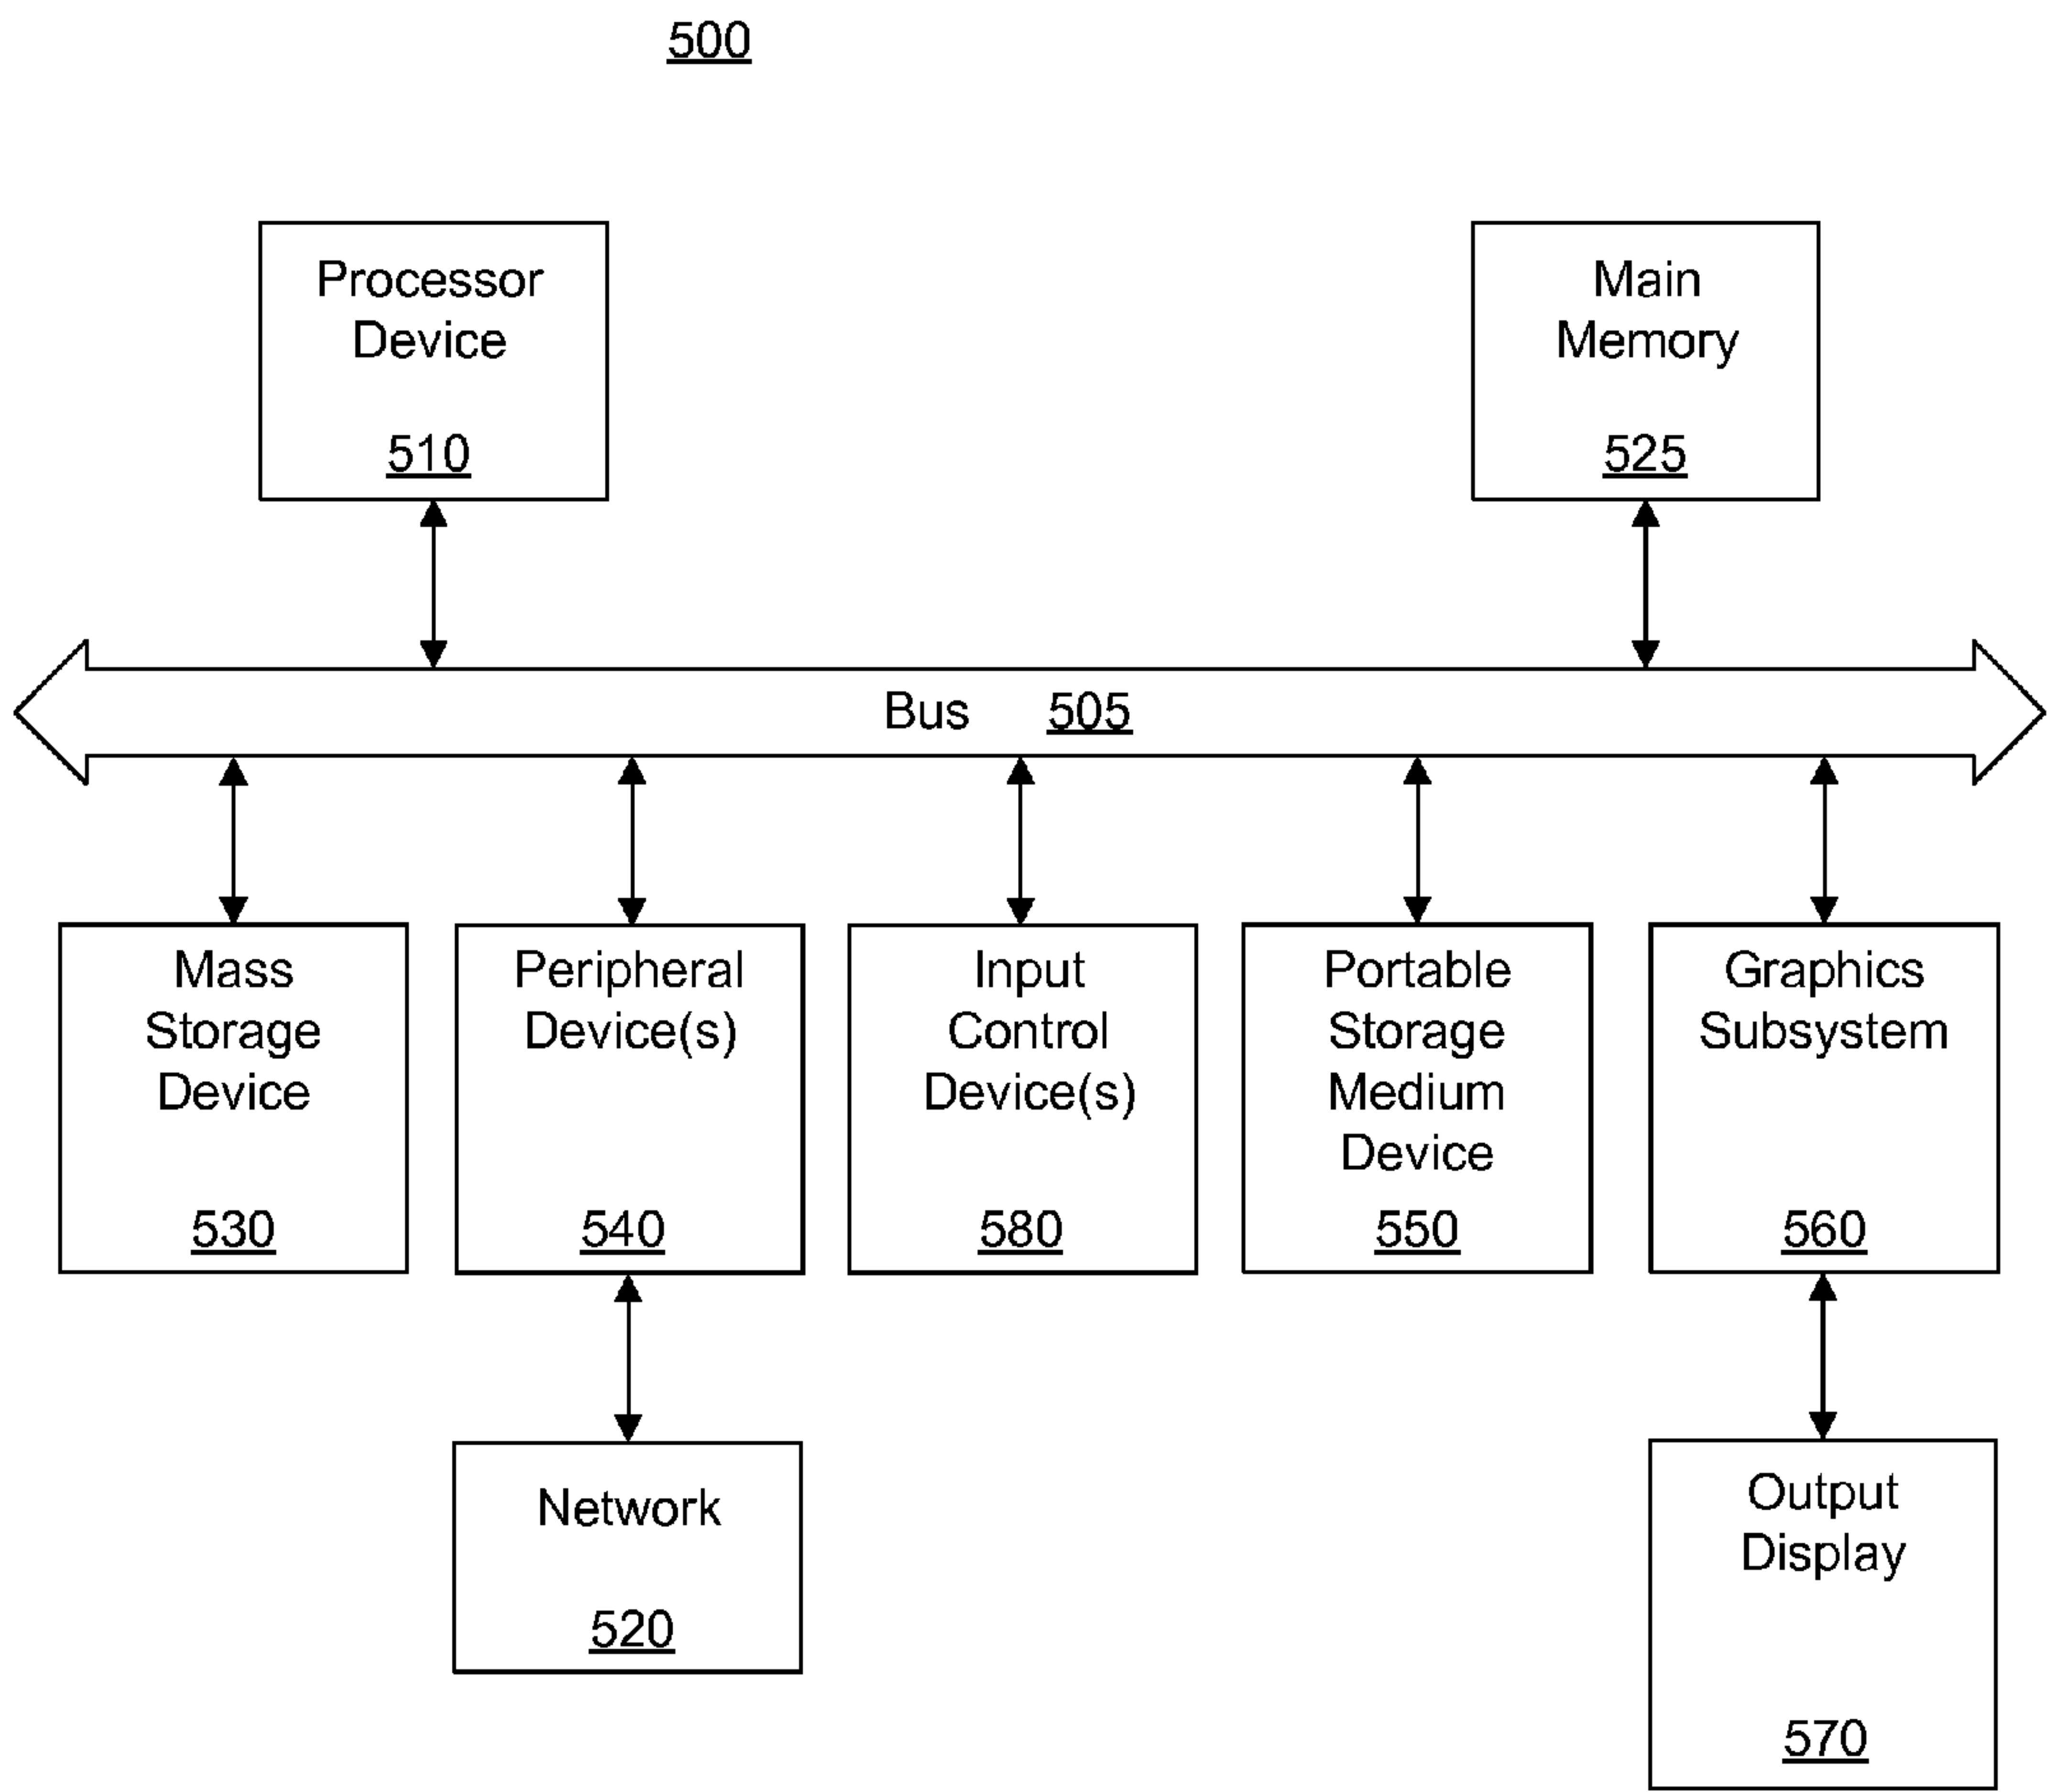 500
Processor
Device
510
Main
Memory
525
Bus 505
Mass
Storage
Device
530
Peripheral
Device(s)
540
Input
Control
Device(s)
580
Portable
Storage
Medium
Device
550
Graphics
Subsystem
560
Network
520
Output
Display
570